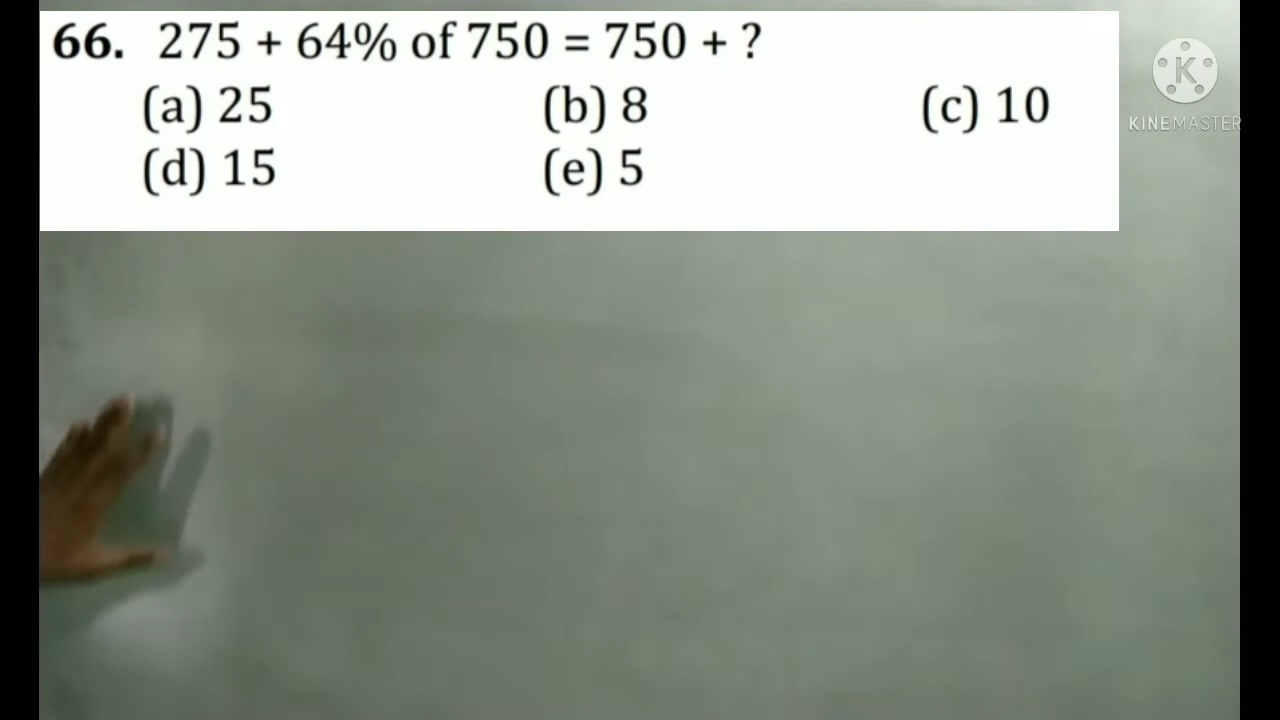 66. 275 + 64% of 750 = 750 + ?
(a) 25 (b) 8 (c) 10
(d) 15 (e) 5
K
KINEMASTER